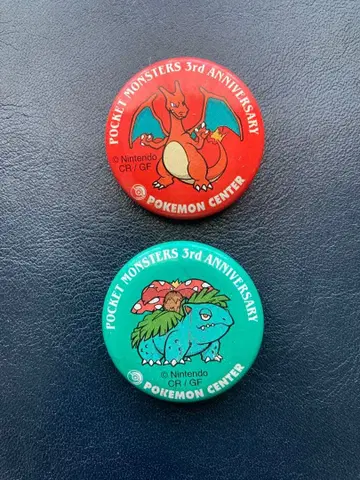 POCKET MONSTERS 3rd ANNIVERSARY
© Nintendo
CR / GF
POKEMON CENTER
POCKET MONSTERS 3rd ANNIVERSARY
© Nintendo
CR / GF
POKEMON CENTER